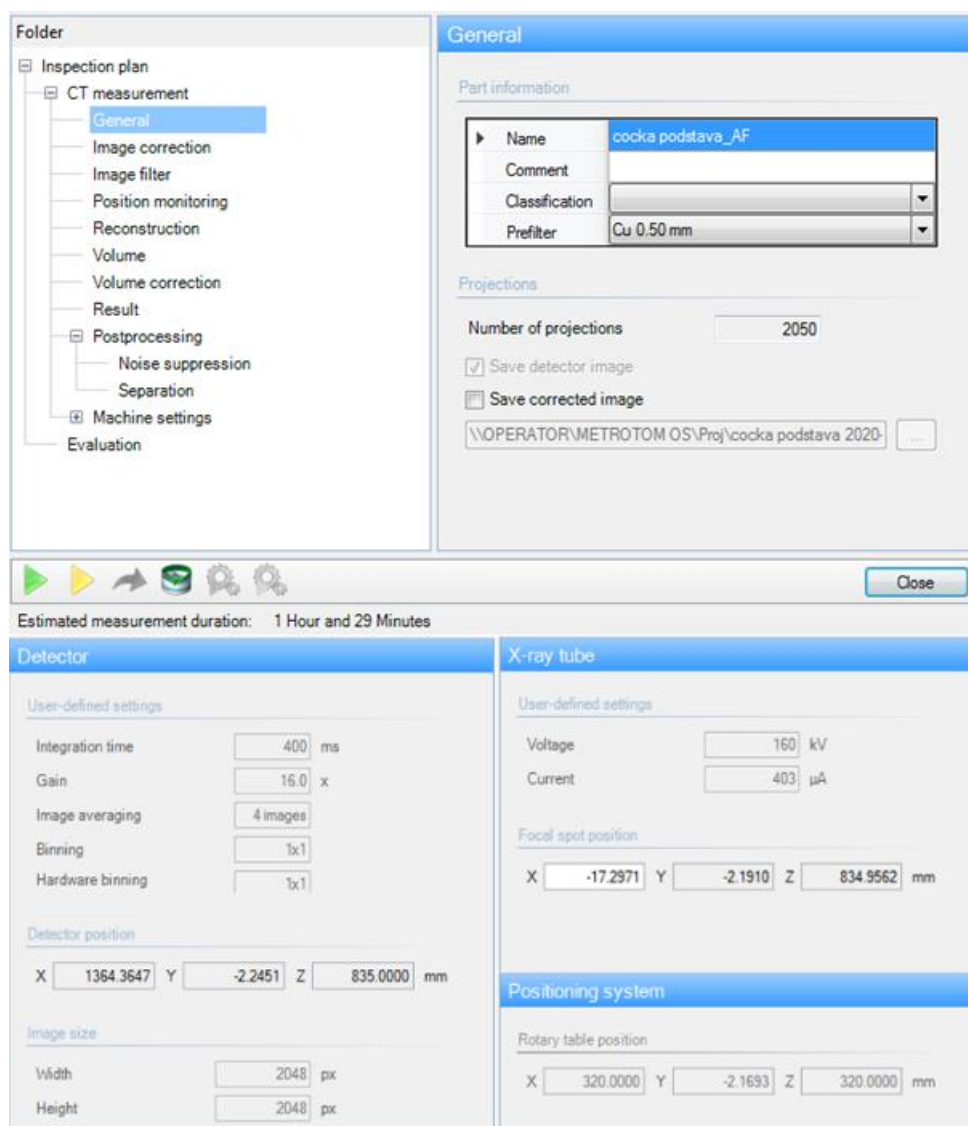 Folder
Inspection plan
CT measurement
General
Image correction
Image filter
Position monitoring
Reconstruction
Volume
Volume correction
Result
Postprocessing
Noise suppression
Separation
Machine settings
Evaluation
General
Part information
Name cocka podstava_AF
Comment
Classification
Prefilter Cu 0.50 mm
Projections
Number of projections 2050
Save detector image
Save corrected image
\\OPERATOR\METROTOM OS\Proj\cocka podstava 2020- ...
Close
Estimated measurement duration: 1 Hour and 29 Minutes
Detector
User-defined settings
Integration time 400 ms
Gain 16.0 x
Image averaging 4 images
Binning 1x1
Hardware binning 1x1
Detector position
X 1364.3647 Y -2.2451 Z 835.0000 mm
Image size
Width 2048 px
Height 2048 px
X-ray tube
User-defined settings
Voltage 160 kV
Current 403 µA
Focal spot position
X -17.2971 Y -2.1910 Z 834.9562 mm
Positioning system
Rotary table position
X 320.0000 Y -2.1693 Z 320.0000 mm